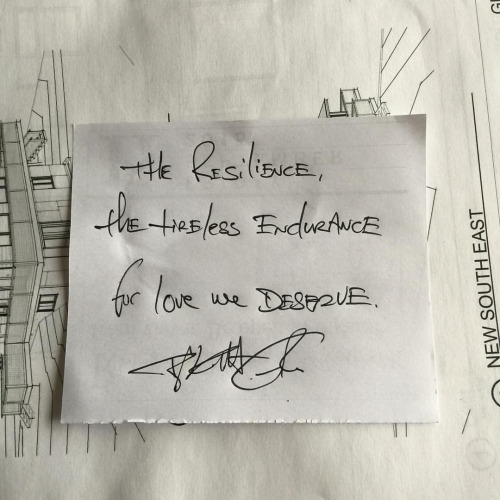 the Resilience,
the tireless Endurance
for love we DESERVE.
NEW SOUTH EAST